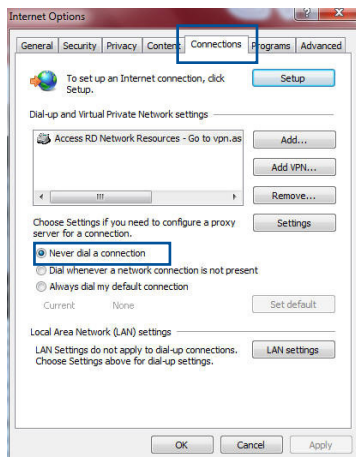 Internet Options
General Security Privacy Content Connections Programs Advanced
To set up an Internet connection, click Setup.
Setup
Dial-up and Virtual Private Network settings
Access RD Network Resources - Go to vpn.as
Add...
Add VPN...
Remove...
Choose Settings if you need to configure a proxy
server for a connection.
Settings
Never dial a connection
Dial whenever a network connection is not present
Always dial my default connection
Current None
Set default
Local Area Network (LAN) settings
LAN Settings do not apply to dial-up connections.
Choose Settings above for dial-up settings.
LAN settings
OK Cancel Apply